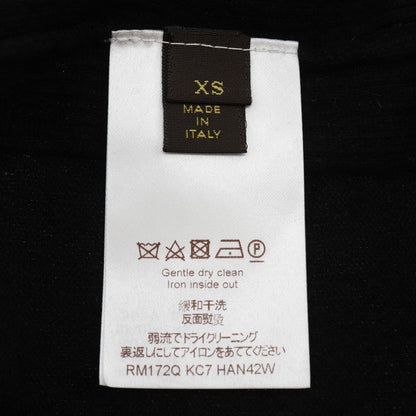 XS
MADE IN
ITALY
Gentle dry clean
Iron inside out
缓和干洗
反面熨烫
弱流でドライクリーニング
裏返しにしてアイロンをあててください
RM172Q KC7 HAN42W